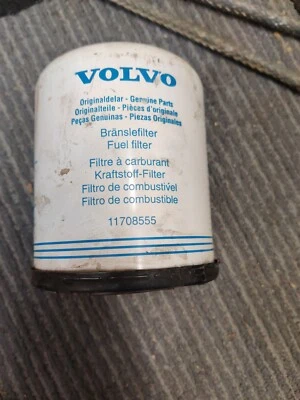 VOLVO
Originaldelar - Genuine Parts
Originalteile - Pièces d'origine
Peças Genuinas - Piezas Originales
Bränslefilter
Fuel filter
Filtre à carburant
Kraftstoff-Filter
Filtro de combustível
Filtro de combustible
11708555